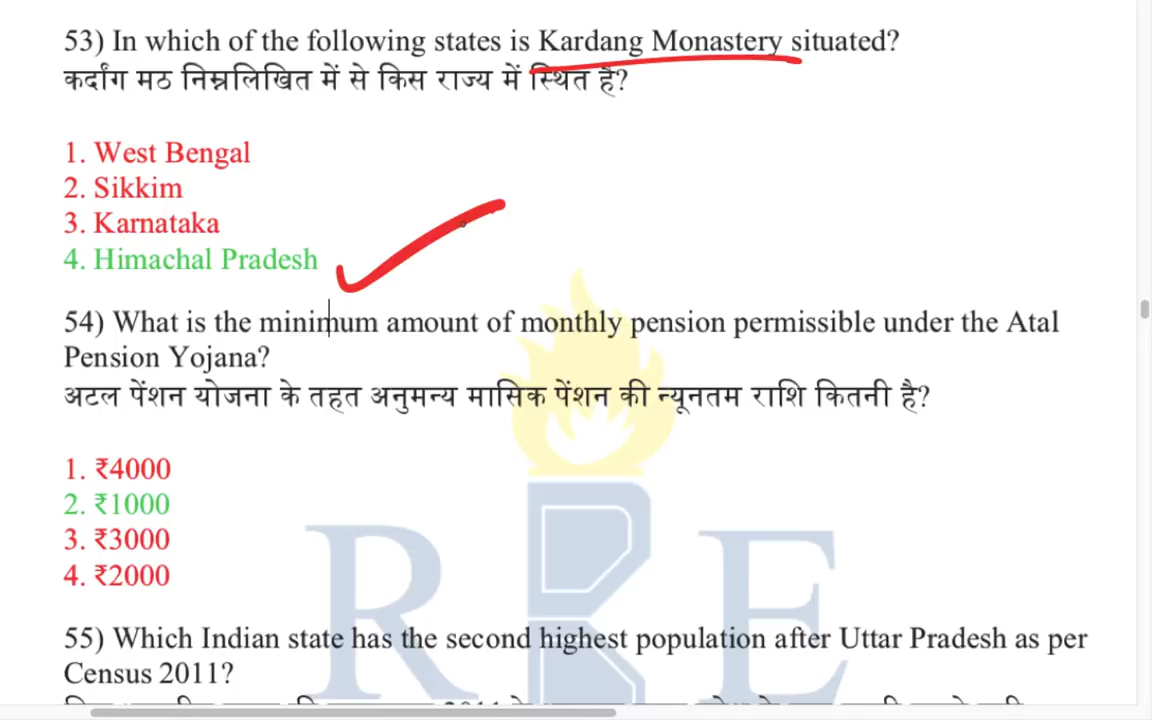 53) In which of the following states is Kardang Monastery situated?
कर्दांग मठ निम्नलिखित में से किस राज्य में स्थित है?
1. West Bengal
2. Sikkim
3. Karnataka
4. Himachal Pradesh
54) What is the minimum amount of monthly pension permissible under the Atal
Pension Yojana?
अटल पेंशन योजना के तहत अनुमन्य मासिक पेंशन की न्यूनतम राशि कितनी है?
1. ₹4000
2. ₹1000
3. ₹3000
4. ₹2000
RBE
55) Which Indian state has the second highest population after Uttar Pradesh as per
Census 2011?